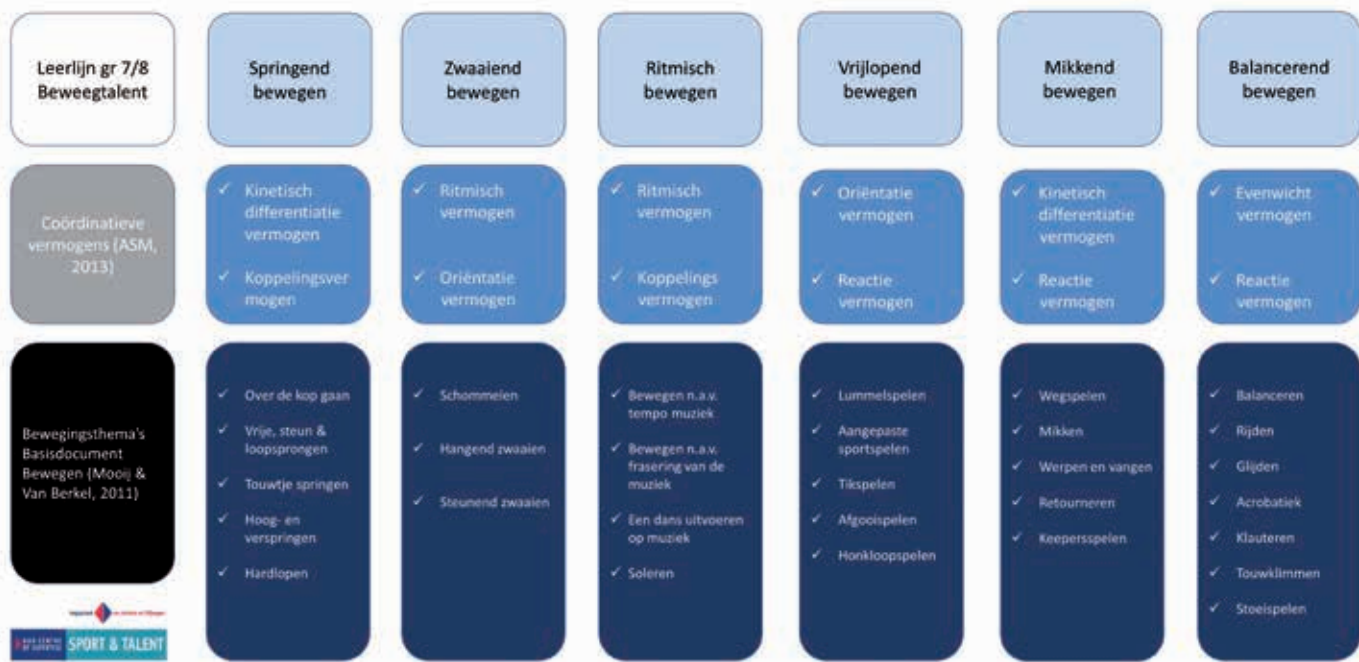 Leerlijn gr 7/8
Beweegtalent
Springend
bewegen
Zwaaiend
bewegen
Ritmisch
bewegen
Vrijlopend
bewegen
Mikkend
bewegen
Balancerend
bewegen
Coördinatieve
vermogens (ASM,
2013)
✓ Kinetisch
differentiatie
vermogen
✓ Koppelingsver
mogen
✓ Ritmisch
vermogen
✓ Oriëntatie
vermogen
✓ Ritmisch
vermogen
✓ Koppelings
vermogen
✓ Oriëntatie
vermogen
✓ Reactie
vermogen
✓ Kinetisch
differentiatie
vermogen
✓ Reactie
vermogen
✓ Evenwicht
vermogen
✓ Reactie
vermogen
Bewegingsthema's
Basisdocument
Bewegen (Mooij &
Van Berkel, 2011)
✓ Over de kop gaan
✓ Vrije, steun &
loopsprongen
✓ Touwtje springen
✓ Hoog- en
verspringen
✓ Hardlopen
✓ Schommelen
✓ Hangend zwaaien
✓ Steunend zwaaien
✓ Bewegen n.a.v.
tempo muziek
✓ Bewegen n.a.v.
frasering van de
muziek
✓ Een dans uitvoeren
op muziek
✓ Soleren
✓ Lummelspelen
✓ Aangepaste
sportspelen
✓ Tikspelen
✓ Afgooispelen
✓ Honkloopspelen
✓ Wegspelen
✓ Mikken
✓ Werpen en vangen
✓ Retourneren
✓ Keepersspelen
✓ Balanceren
✓ Rijden
✓ Glijden
✓ Acrobatiek
✓ Klauteren
✓ Touwklimmen
✓ Stoeispelen
SPORT & TALENT